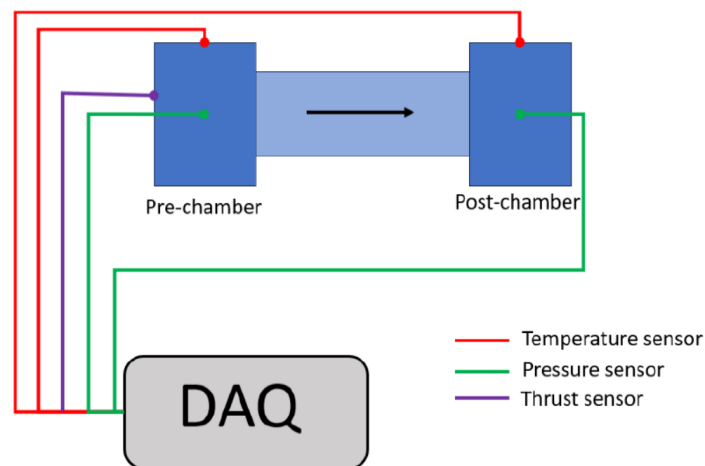 Pre-chamber
Post-chamber
Temperature sensor
Pressure sensor
Thrust sensor
DAQ